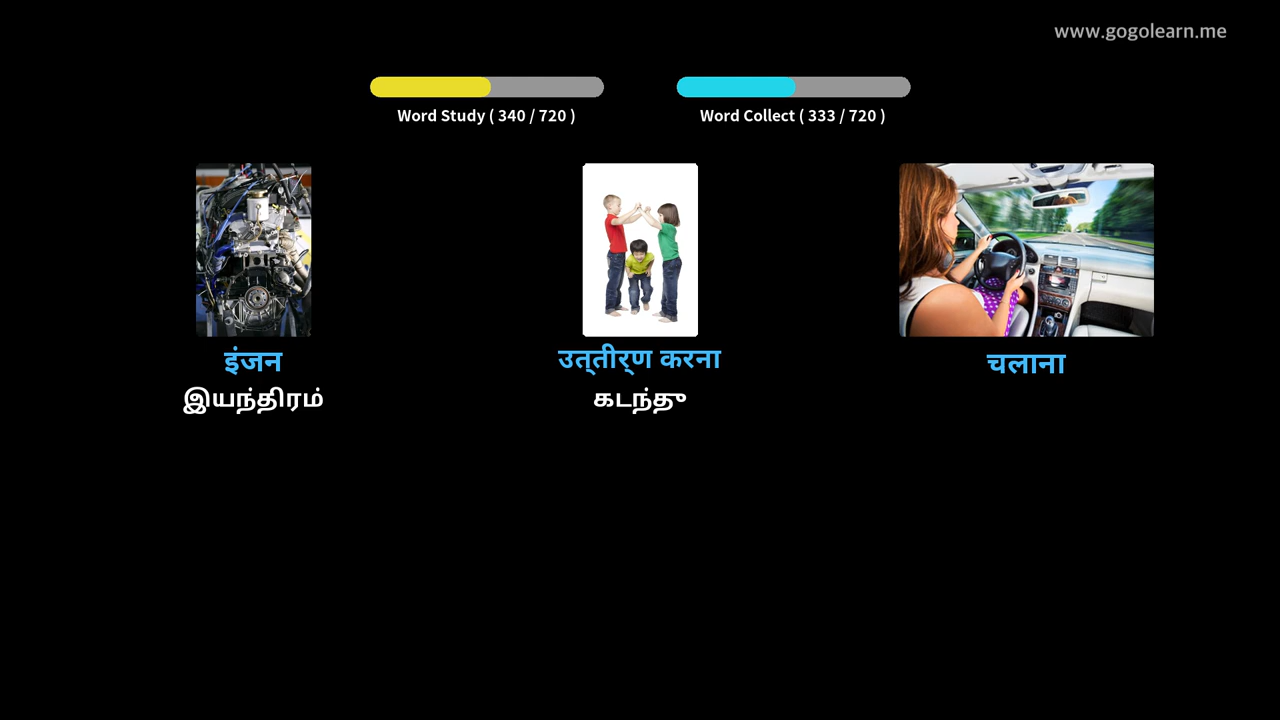 www.gogolearn.me
Word Study ( 340 / 720 )
Word Collect ( 333 / 720 )
इंजन
उत्‌तीर्‌ण करना
चलाना
இயந்திரம்
கடந்து